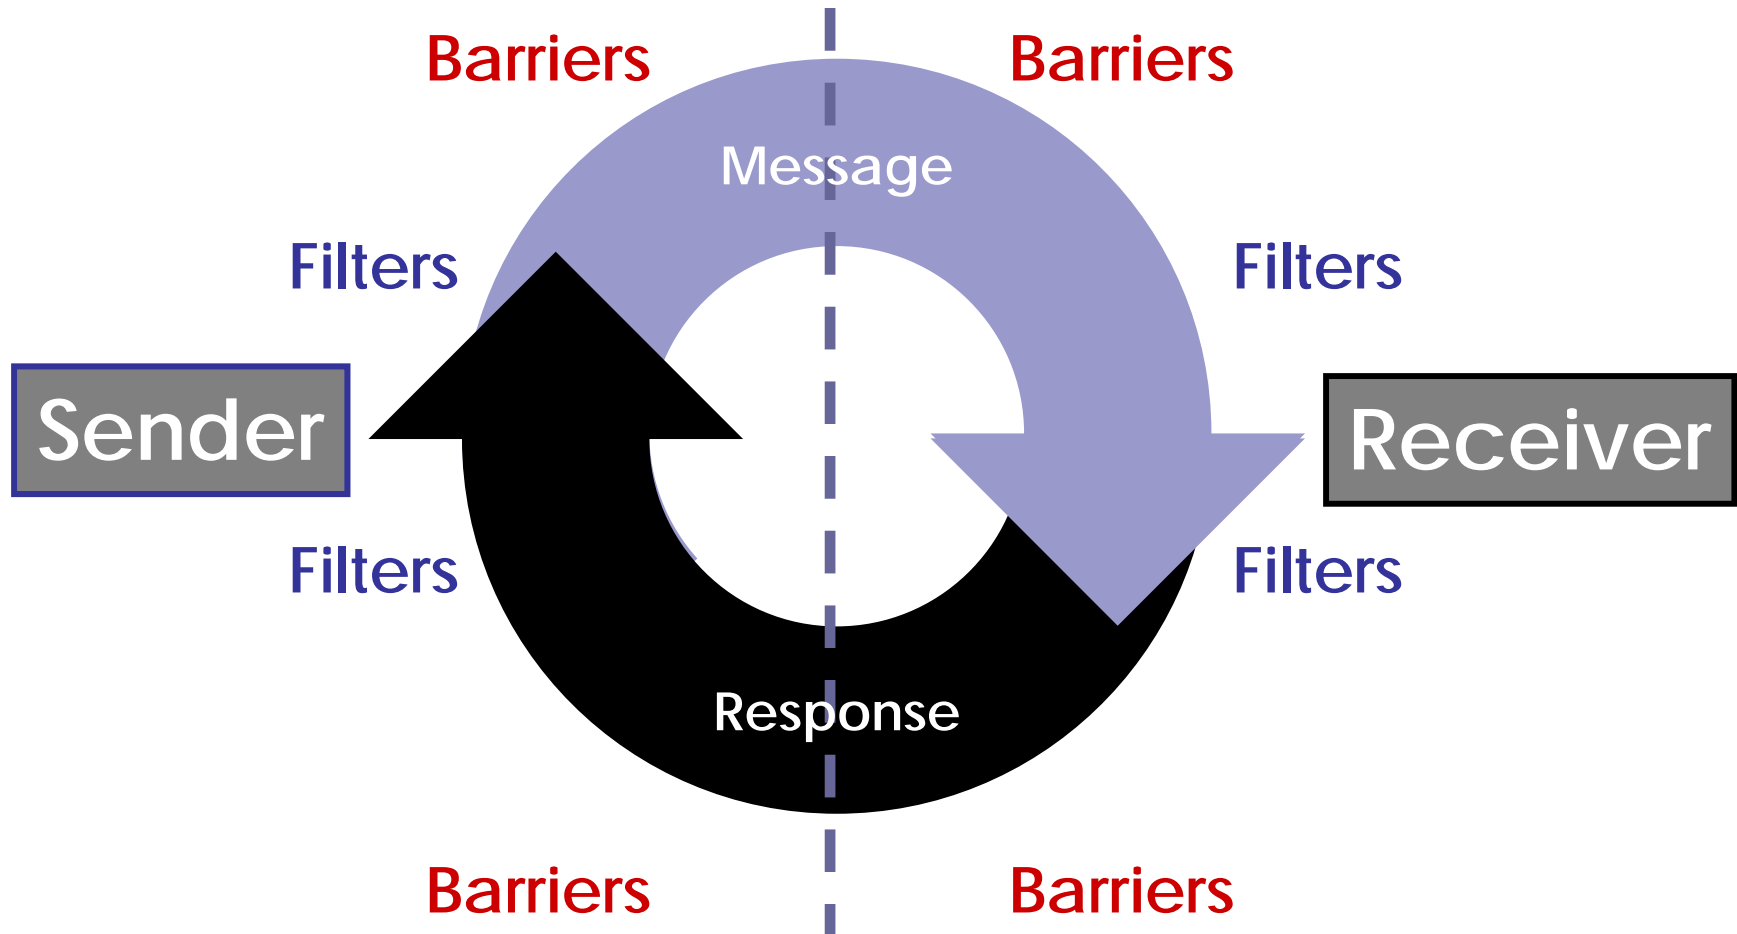 Barriers
Barriers
Message
Filters
Filters
Sender
Receiver
Filters
Filters
Response
Barriers
Barriers